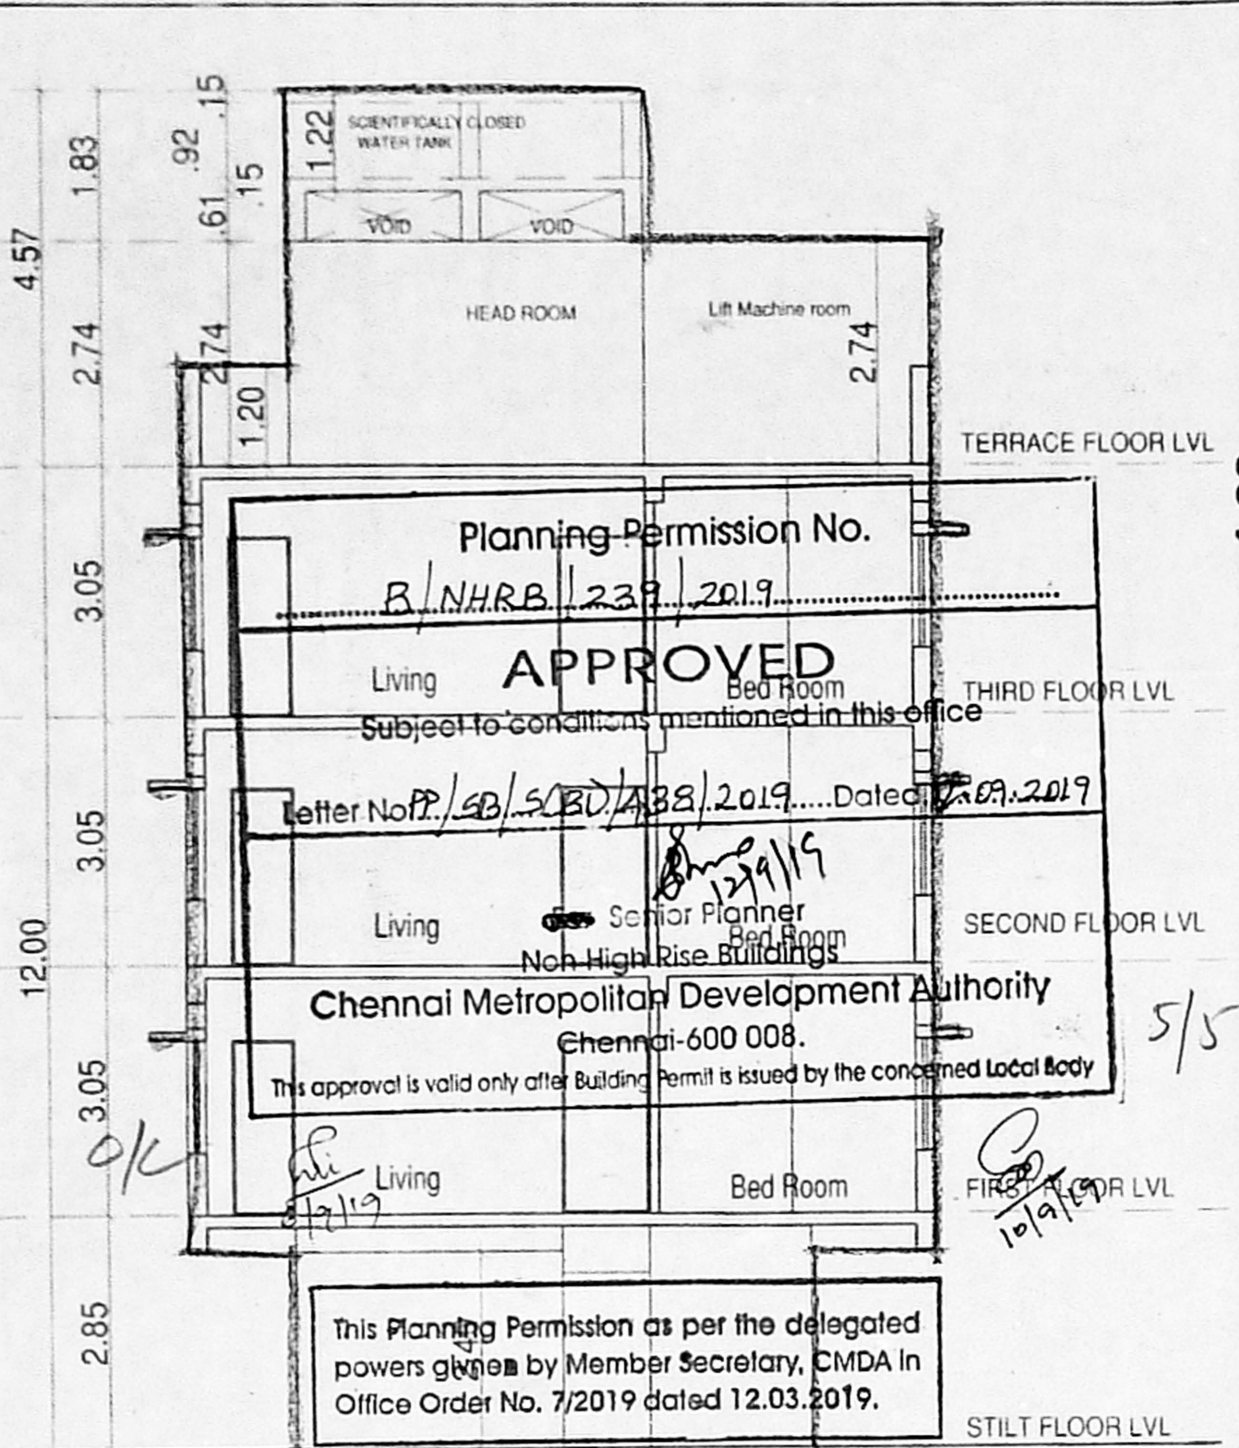 .15
.92
1.83
.61
.15
1.22
SCIENTIFICALLY CLOSED
WATER TANK
VOID
VOID
4.57
HEAD ROOM
Lift Machine room
2.74
2.74
2.74
1.20
TERRACE FLOOR LVL
Planning Permission No.
B/NHRB/239/2019
3.05
APPROVED
Living
Bed Room
THIRD FLOOR LVL
Subject to conditions mentioned in this office
Letter No PP/SB/S(BD)/438/2019.....Dated .09.2019
3.05
12/9/19
Living
Senior Planner
Bed Room
SECOND FLOOR LVL
Non-High Rise Buildings
12.00
Chennai Metropolitan Development Authority
5/5
Chennai-600 008.
This approval is valid only after Building Permit is issued by the concerned Local Body
3.05
O/C
Living
Bed Room
FIRST FLOOR LVL
/9/19
10/9/19
2.85
This Planning Permission as per the delegated
powers given by Member Secretary, CMDA in
Office Order No. 7/2019 dated 12.03.2019.
STILT FLOOR LVL